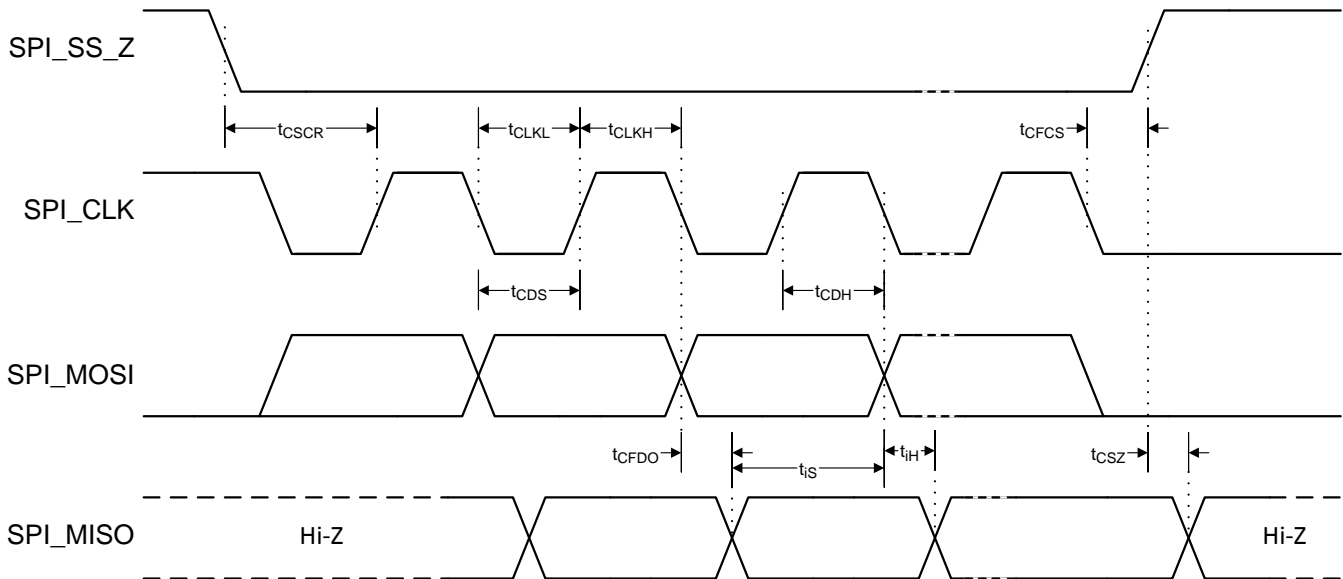 SPI_SS_Z
tCSCR
tCLKL
tCLKH
tCFCS
SPI_CLK
tCDS
tCDH
SPI_MOSI
tCFDO
tiS
tiH
tCSZ
SPI_MISO
Hi-Z
Hi-Z